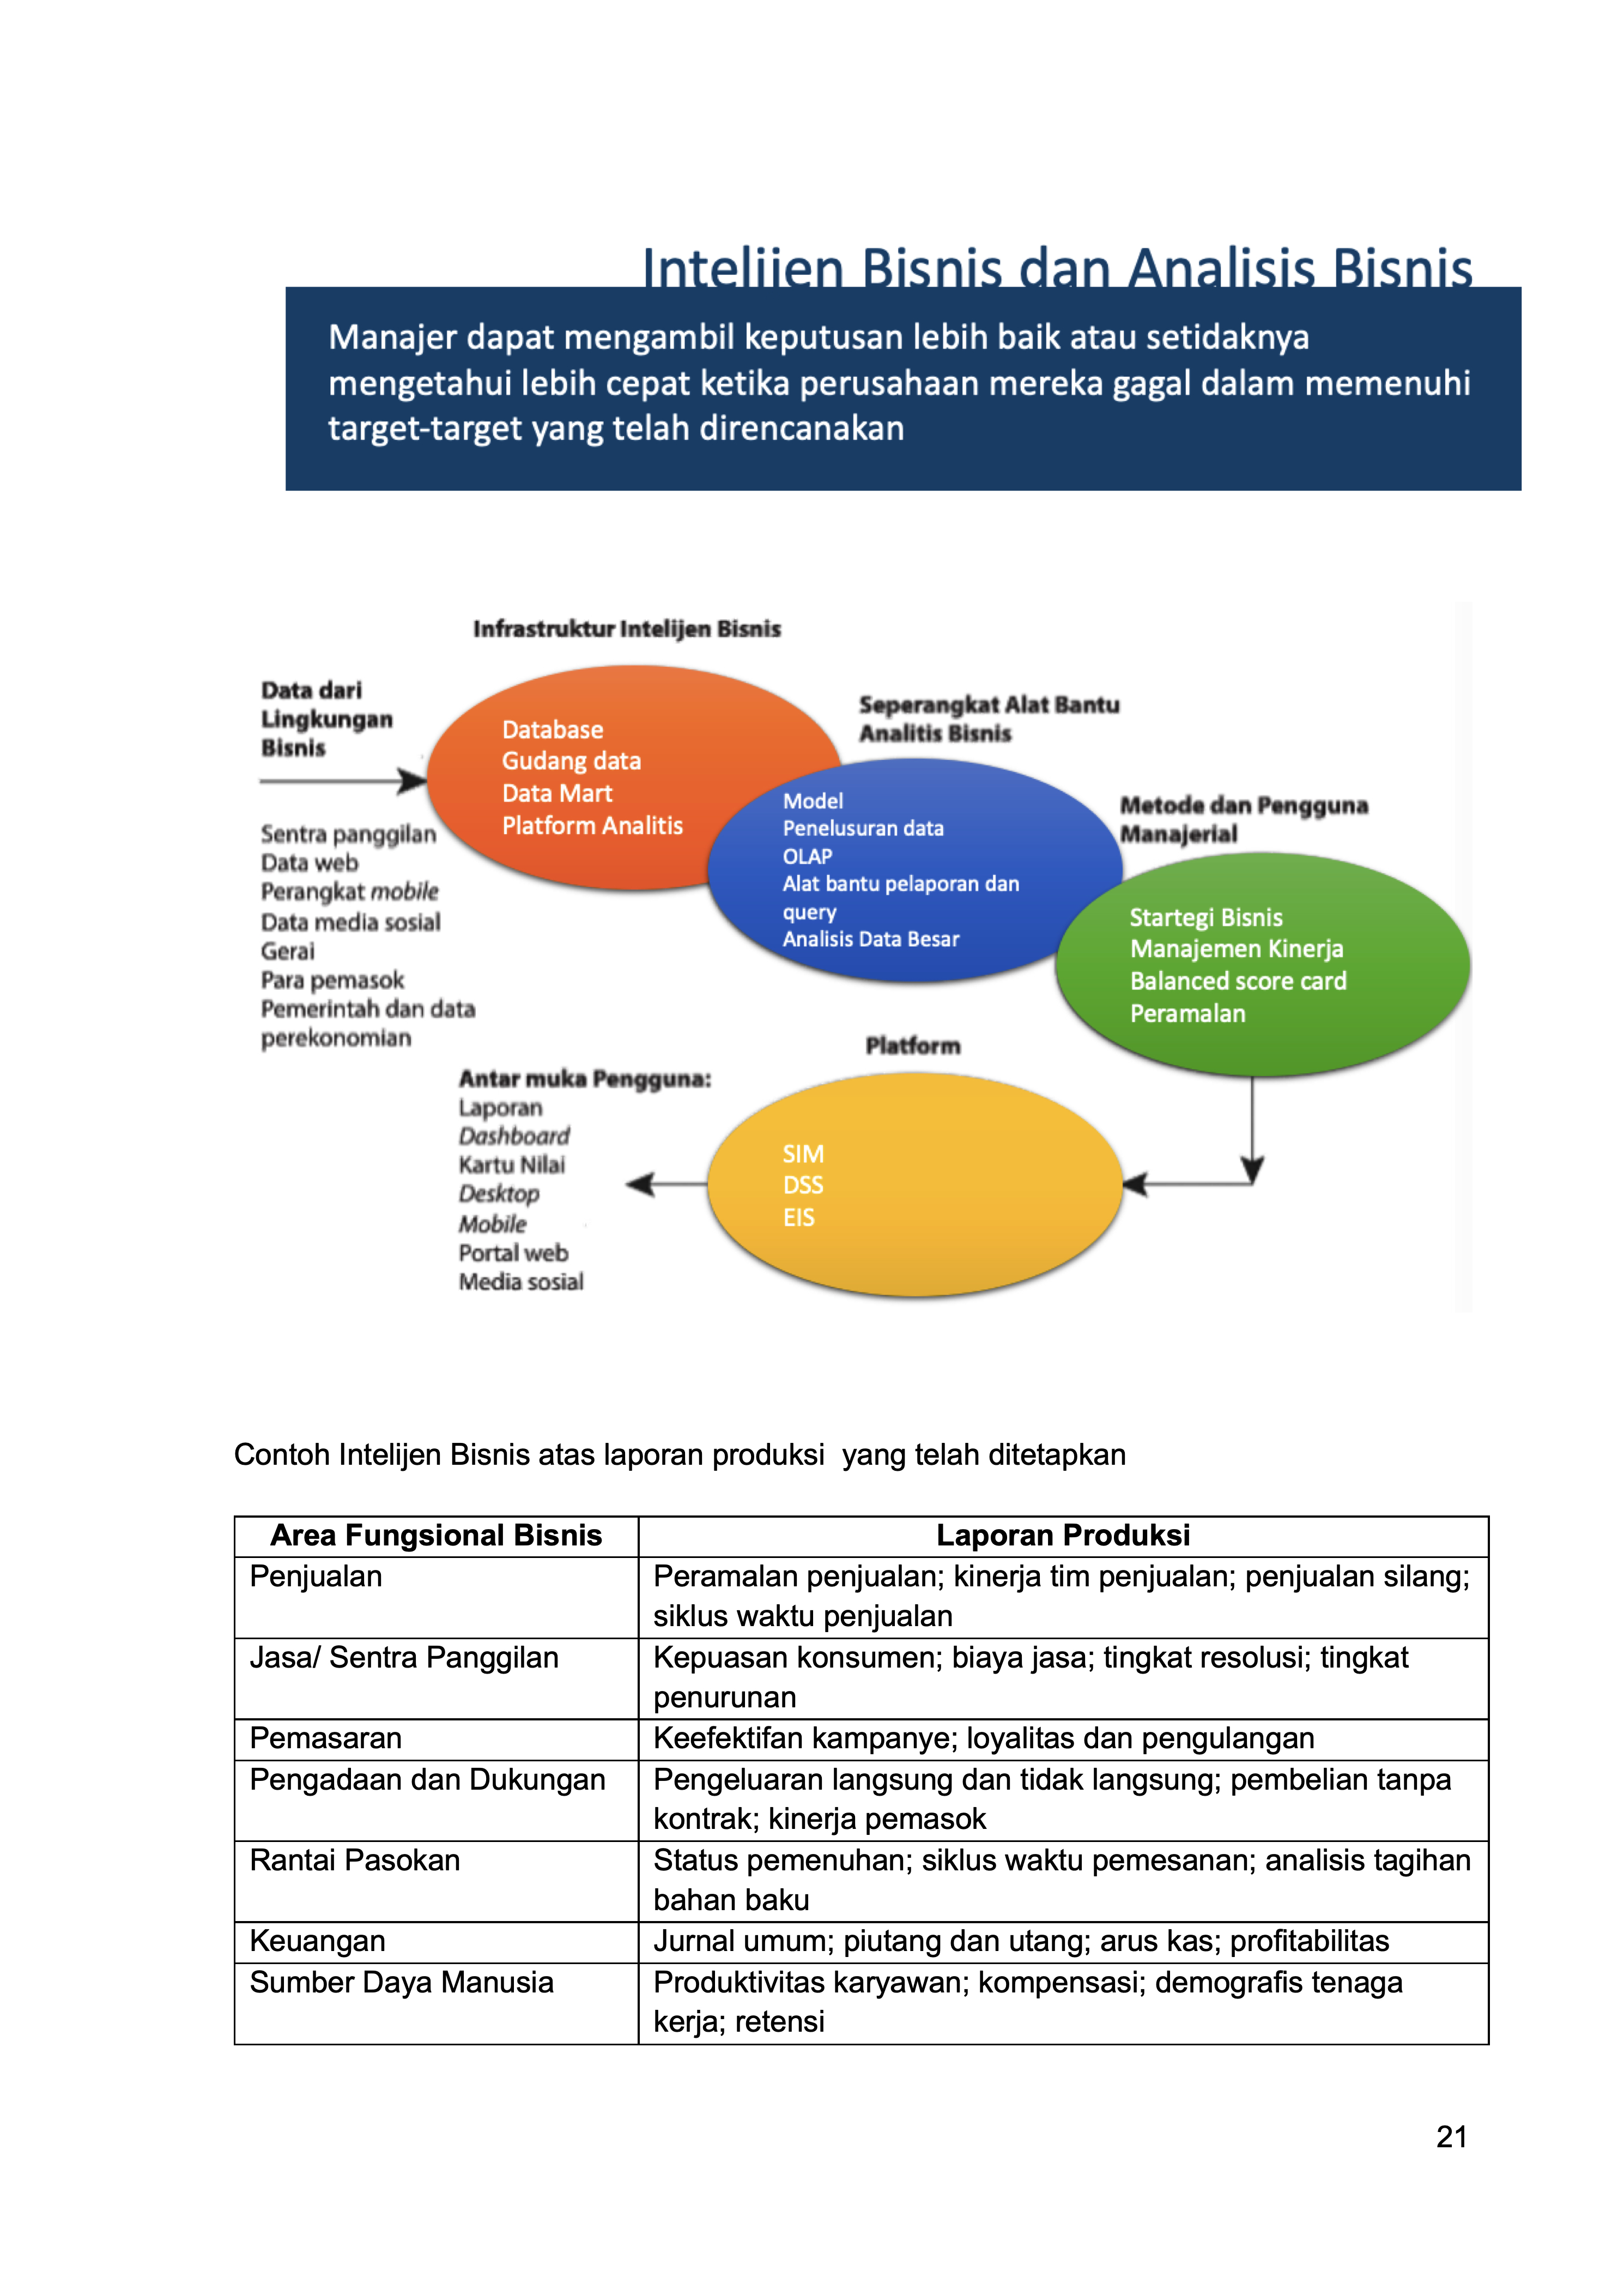 Intelijen Bisnis dan Analisis Bisnis
Manajer dapat mengambil keputusan lebih baik atau setidaknya
mengetahui lebih cepat ketika perusahaan mereka gagal dalam memenuhi
target-target yang telah direncanakan
Infrastruktur Intelijen Bisnis
Data dari
Lingkungan
Bisnis
Database
Gudang data
Data Mart
Platform Analitis
Seperangkat Alat Bantu
Analitis Bisnis
Model
Penelusuran data
OLAP
Alat bantu pelaporan dan
query
Analisis Data Besar
Metode dan Pengguna
Manajerial
Startegi Bisnis
Manajemen Kinerja
Balanced score card
Peramalan
Sentra panggilan
Data web
Perangkat mobile
Data media sosial
Gerai
Para pemasok
Pemerintah dan data
perekonomian
Platform
SIM
DSS
EIS
Antar muka Pengguna:
Laporan
Dashboard
Kartu Nilai
Desktop
Mobile
Portal web
Media sosial
Contoh Intelijen Bisnis atas laporan produksi  yang telah ditetapkan
Area Fungsional Bisnis
Laporan Produksi
Penjualan
Peramalan penjualan; kinerja tim penjualan; penjualan silang;
siklus waktu penjualan
Jasa/ Sentra Panggilan
Kepuasan konsumen; biaya jasa; tingkat resolusi; tingkat
penurunan
Pemasaran
Keefektifan kampanye; loyalitas dan pengulangan
Pengadaan dan Dukungan
Pengeluaran langsung dan tidak langsung; pembelian tanpa
kontrak; kinerja pemasok
Rantai Pasokan
Status pemenuhan; siklus waktu pemesanan; analisis tagihan
bahan baku
Keuangan
Jurnal umum; piutang dan utang; arus kas; profitabilitas
Sumber Daya Manusia
Produktivitas karyawan; kompensasi; demografis tenaga
kerja; retensi
21